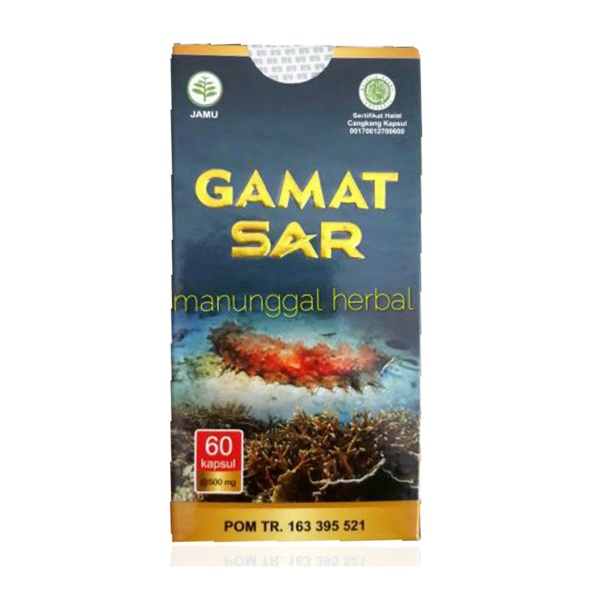 JAMU
Sertifikat Halal
Cangkang Kapsul
00170012700600
GAMAT
SAR
manunggal herbal
60
kapsul
@500 mg
POM TR. 163 395 521